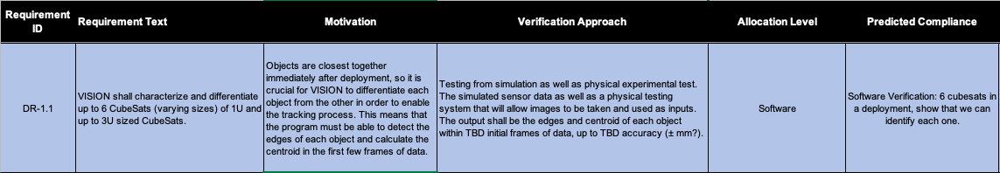 Requirement ID
Requirement Text
Motivation
Verification Approach
Allocation Level
Predicted Compliance
DR-1.1
VISION shall characterize and differentiate
up to 6 CubeSats (varying sizes) of 1U and
up to 3U sized CubeSats.
Objects are closest together
immediately after deployment, so it is
crucial for VISION to differentiate each
object from the other in order to enable
the tracking process. This means that
the program must be able to detect the
edges of each object and calculate the
centroid in the first few frames of data.
Testing from simulation as well as physical experimental test.
The simulated sensor data as well as a physical testing
system that will allow images to be taken and used as inputs.
The output shall be the edges and centroid of each object
within TBD initial frames of data, up to TBD accuracy (± mm?).
Software
Software Verification: 6 cubesats in
a deployment, show that we can
identify each one.